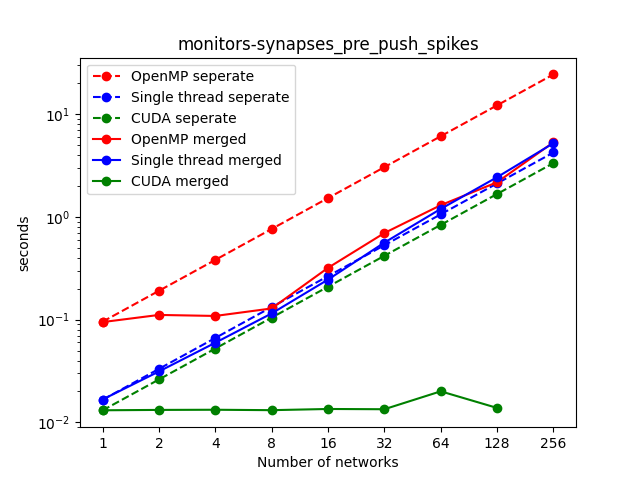 monitors-synapses_pre_push_spikes
OpenMP seperate
Single thread seperate
CUDA seperate
OpenMP merged
Single thread merged
CUDA merged
seconds
10¹
10⁰
10⁻¹
10⁻²
1 2 4 8 16 32 64 128 256
Number of networks